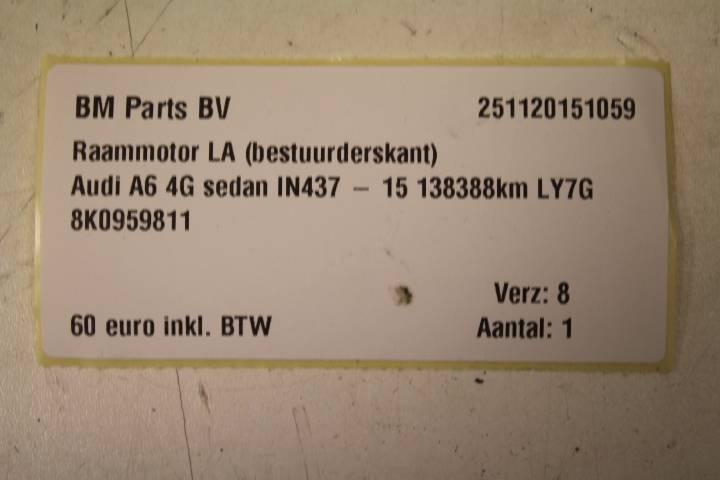 BM Parts BV 251120151059
Raammotor LA (bestuurderskant)
Audi A6 4G sedan IN437 – 15 138388km LY7G
8K0959811
Verz: 8
60 euro inkl. BTW Aantal: 1